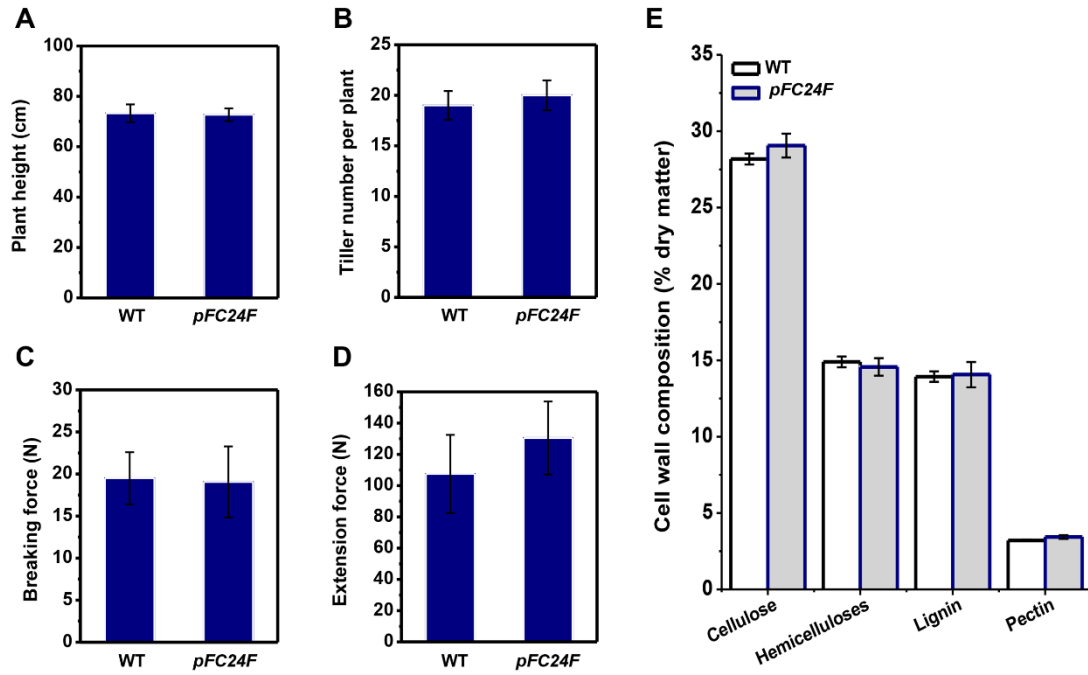 A
Plant height (cm)
100
80
60
40
20
0
WT
pFC24F
B
Tiller number per plant
25
20
15
10
5
0
WT
pFC24F
C
Breaking force (N)
30
25
20
15
10
5
0
WT
pFC24F
D
Extension force (N)
160
140
120
100
80
60
40
20
0
WT
pFC24F
E
Cell wall composition (% dry matter)
35
30
25
20
15
10
5
0
WT
pFC24F
Cellulose
Hemicelluloses
Lignin
Pectin